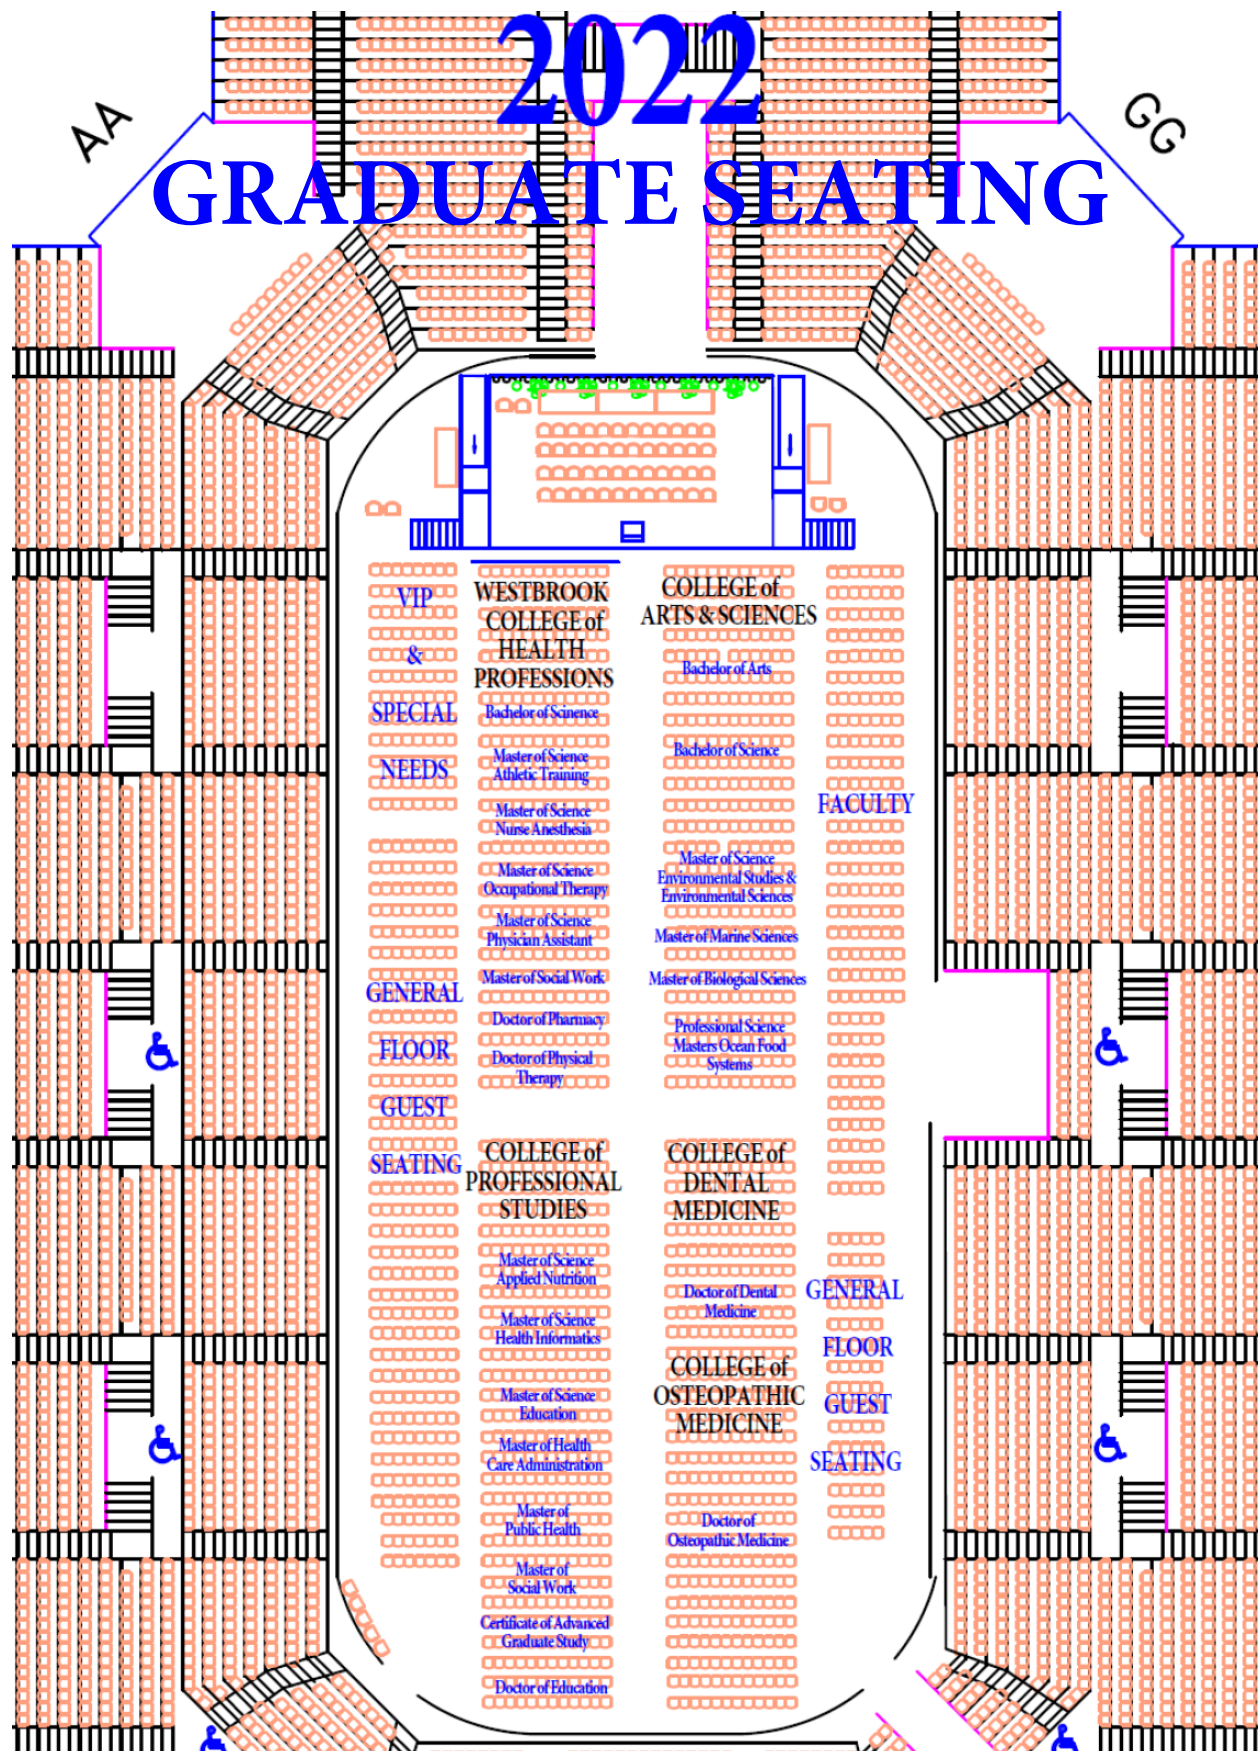 2022
AA
GG
GRADUATE SEATING
VIP
&
SPECIAL
NEEDS
GENERAL
FLOOR
GUEST
SEATING
WESTBROOK
COLLEGE of
HEALTH
PROFESSIONS
Bachelor of Scinence
Master of Science
Athletic Training
Master of Science
Nurse Anesthesia
Master of Science
Occupational Therapy
Master of Science
Physician Assistant
Master of Social Work
Doctor of Pharmacy
Doctor of Physical
Therapy
COLLEGE of
PROFESSIONAL
STUDIES
Master of Science
Applied Nutrition
Master of Science
Health Informatics
Master of Science
Education
Master of Health
Care Administration
Master of
Public Health
Master of
Social Work
Certificate of Advanced
Graduate Study
Doctor of Education
COLLEGE of
ARTS & SCIENCES
Bachelor of Arts
Bachelor of Science
Master of Science
Environmental Studies &
Environmental Sciences
Master of Marine Sciences
Master of Biological Sciences
Professional Science
Masters Ocean Food
Systems
COLLEGE of
DENTAL
MEDICINE
Doctor of Dental
Medicine
COLLEGE of
OSTEOPATHIC
MEDICINE
Doctor of
Osteopathic Medicine
FACULTY
GENERAL
FLOOR
GUEST
SEATING